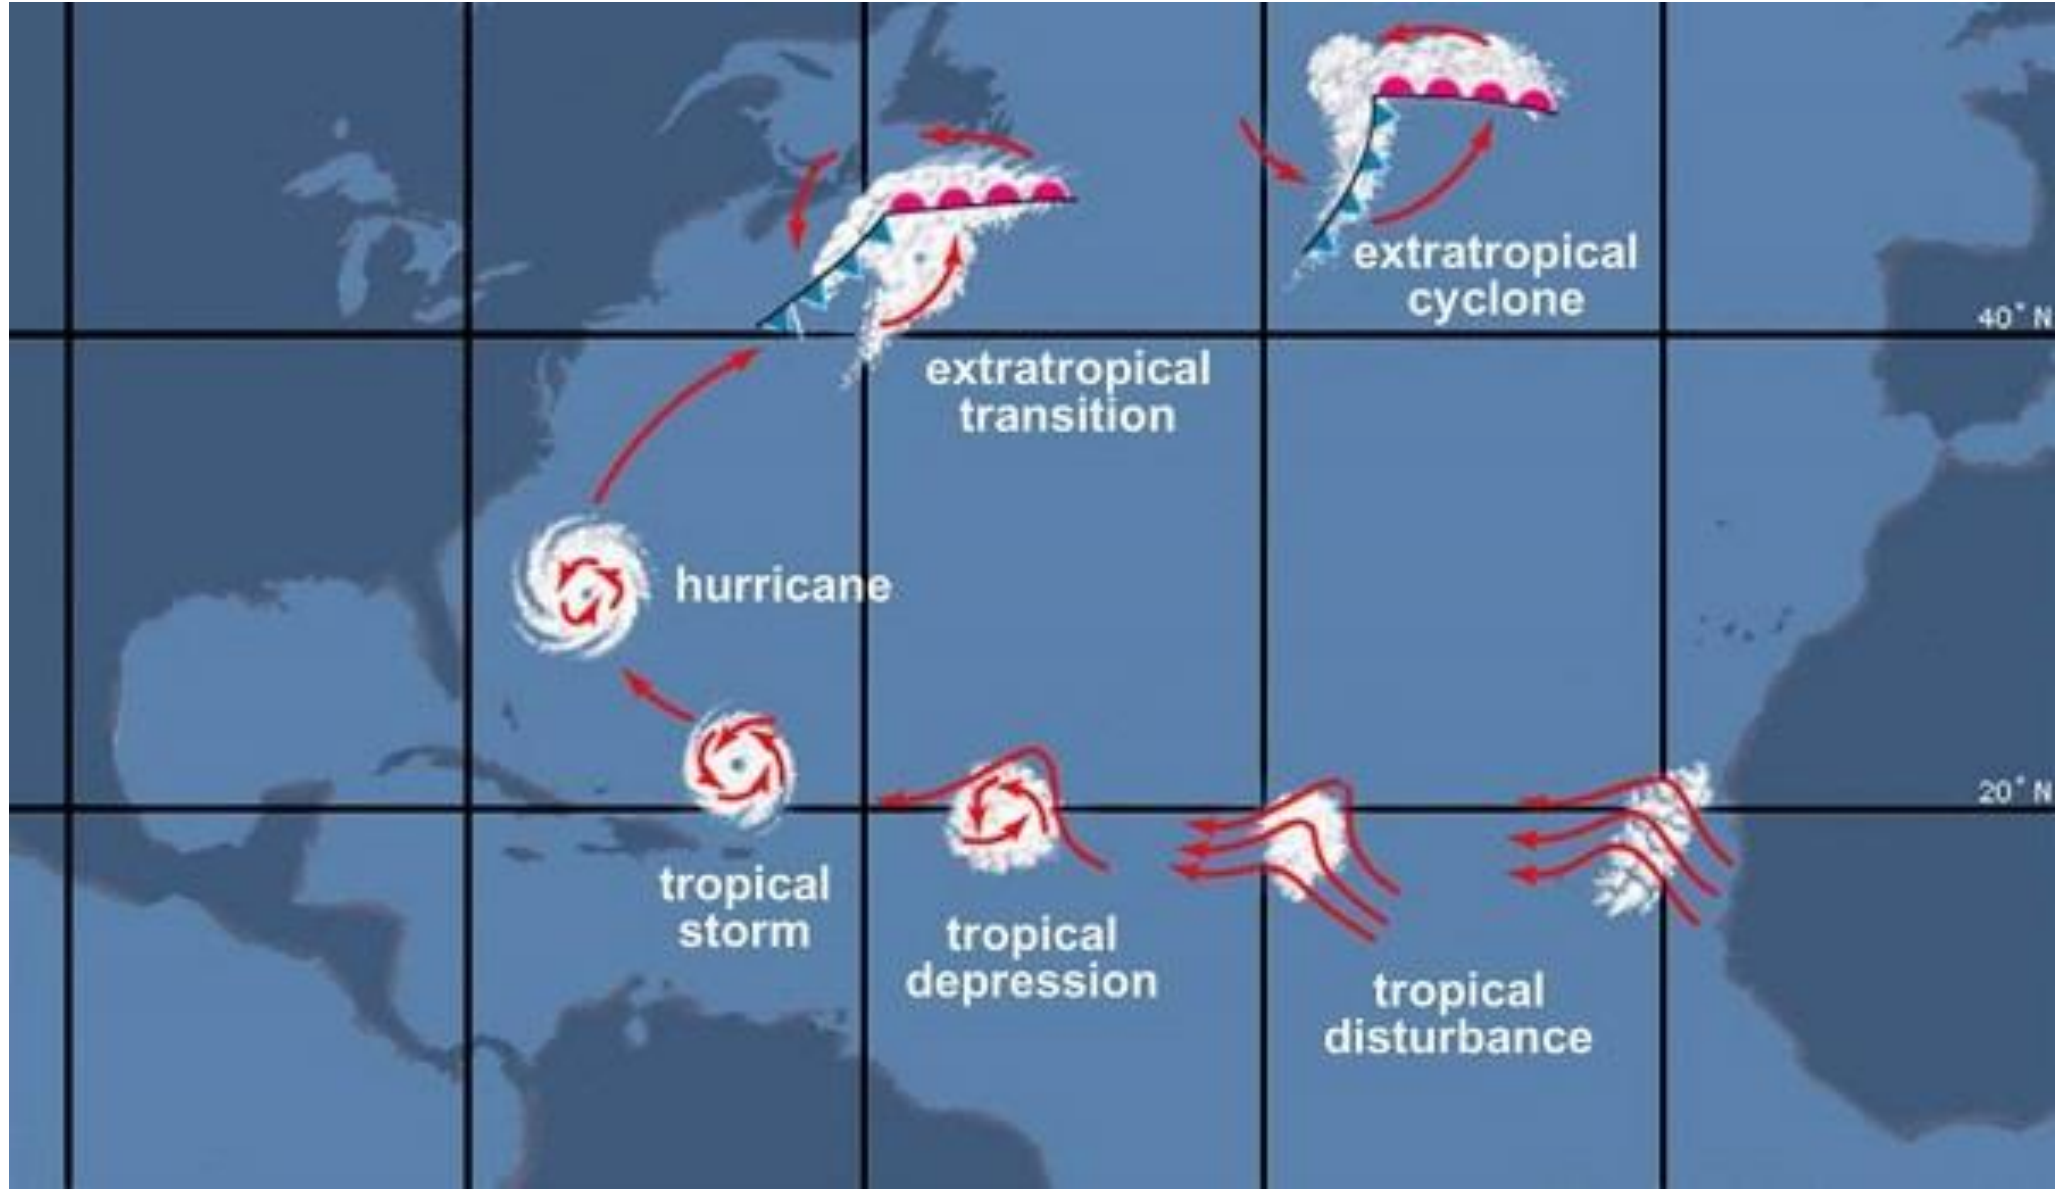 extratropical
cyclone
40° N
extratropical
transition
hurricane
20° N
tropical
storm
tropical
depression
tropical
disturbance